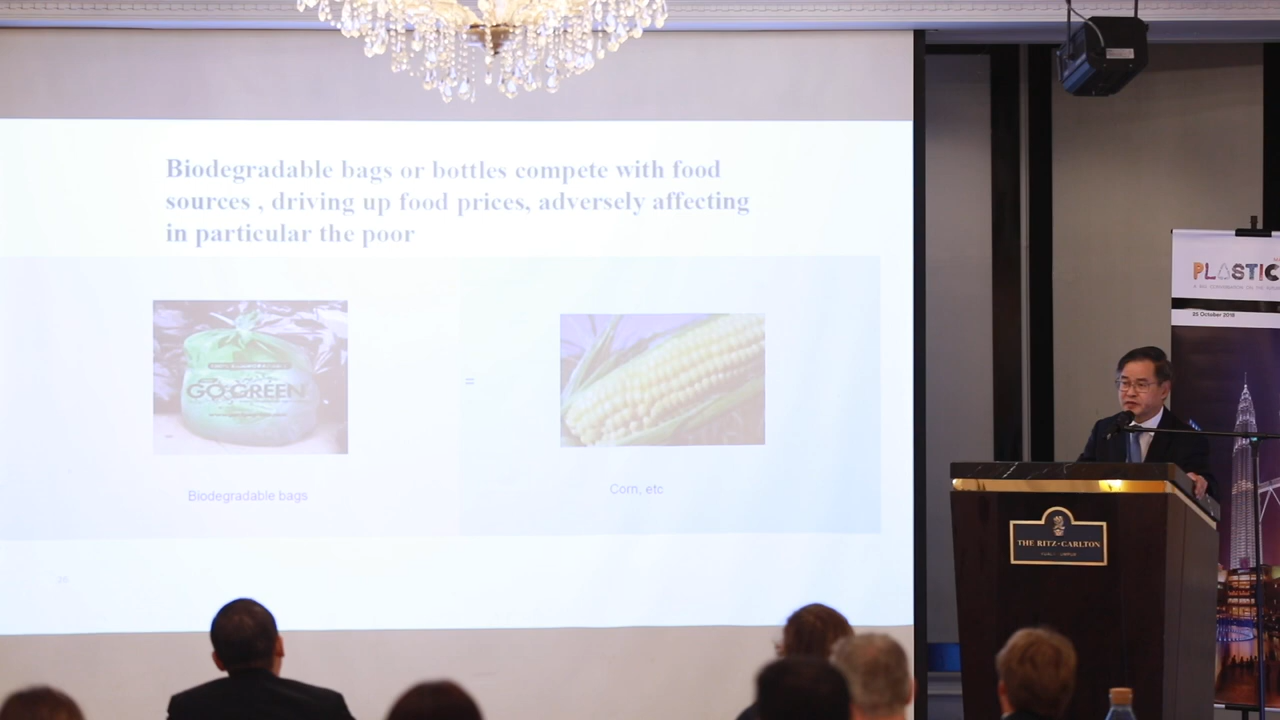 Biodegradable bags or bottles compete with food
sources , driving up food prices, adversely affecting
in particular the poor
GO GREEN
=
Biodegradable bags
Corn, etc
PLASTIC
25 October 2018
THE RITZ-CARLTON